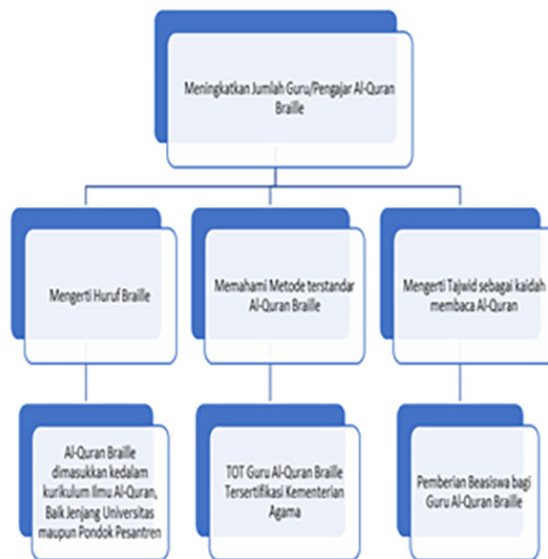 Meningkatkan Jumlah Guru/Pengajar Al-Quran
Braille
Mengerti Huruf Braille
Memahami Metode terstandar
Al-Quran Braille
Mengerti Tajwid sebagai kaidah
membaca Al-Quran
Al-Quran Braille
dimasukkan kedalam
kurikulum Ilmu Al-Quran,
Baik Jenjang Universitas
maupun Pondok Pesantren
TOT Guru Al-Quran Braille
Tersertifikasi Kementerian
Agama
Pemberian Beasiswa bagi
Guru Al-Quran Braille